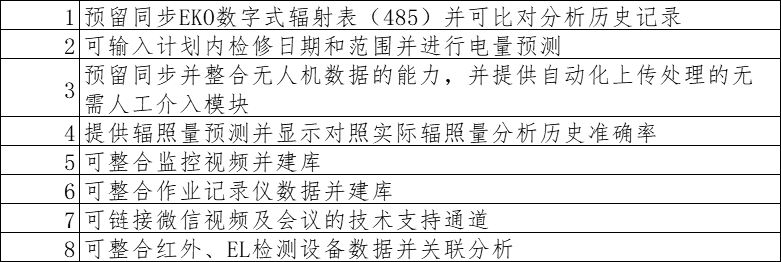 1 预留同步EKO数字式辐射表（485）并可比对分析历史记录
2 可输入计划内检修日期和范围并进行电量预测
3 预留同步并整合无人机数据的能力，并提供自动化上传处理的无
需人工介入模块
4 提供辐照量预测并显示对照实际辐照量分析历史准确率
5 可整合监控视频并建库
6 可整合作业记录仪数据并建库
7 可链接微信视频及会议的技术支持通道
8 可整合红外、EL检测设备数据并关联分析